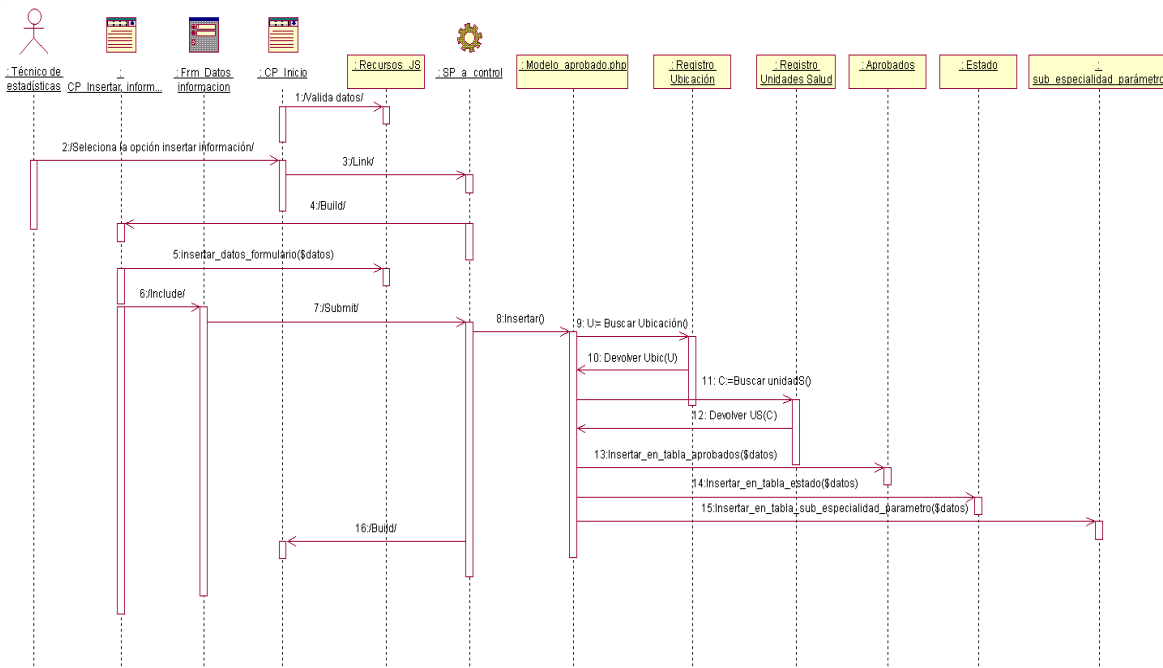 : Técnico de
estadísticas
:
CP_Insertar_inform...
: Frm_Datos
informacion
: CP_Inicio
: Recursos_JS
: SP_a_control
: Modelo_aprobado.php
: Registro
Ubicación
: Registro
Unidades Salud
: Aprobados
: Estado
:
sub_especialidad_parámetro
1:/Valida datos/
2:/Seleciona la opción insertar información/
3:/Link/
4:/Build/
5:insertar_datos_formulario($datos)
6:/Include/
7:/Submit/
8:Insertar()
9: U:= Buscar Ubicación()
10: Devolver Ubic(U)
11: C:=Buscar unidadS()
12: Devolver US(C)
13:Insertar_en_tabla_aprobados($datos)
14:Insertar_en_tabla_estado($datos)
15:Insertar_en_tabla_sub_especialidad_parametro($datos)
16:/Build/